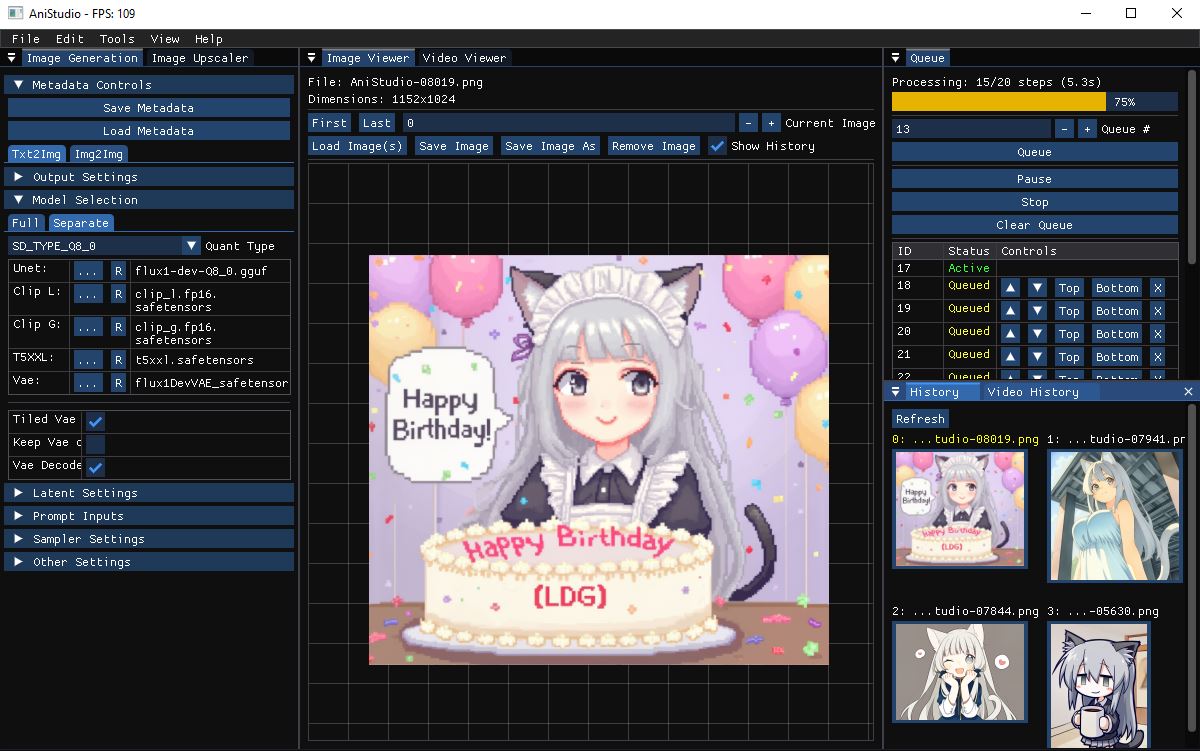 AniStudio - FPS: 109
File Edit Tools View Help
Image Generation Image Upscaler
Metadata Controls
Save Metadata
Load Metadata
Txt2Img Img2Img
Output Settings
Model Selection
Full Separate
SD_TYPE_Q8_0 Quant Type
Unet: ... R flux1-dev-Q8_0.gguf
Clip L: ... R clip_l.fp16.
safetensors
Clip G: ... R clip_g.fp16.
safetensors
T5XXL: ... R t5xxl.safetensors
Vae: ... R flux1DevVAE_safetensor
Tiled Vae
Keep Vae c
Vae Decode
Latent Settings
Prompt Inputs
Sampler Settings
Other Settings
Image Viewer Video Viewer
File: AniStudio-08019.png
Dimensions: 1152x1024
First Last 0 - + Current Image
Load Image(s) Save Image Save Image As Remove Image Show History
Happy
Birthday!
Happy Birthday
(LDG)
Queue
Processing: 15/20 steps (5.3s)
75%
13 - + Queue #
Queue
Pause
Stop
Clear Queue
ID Status Controls
17 Active
18 Queued Top Bottom X
19 Queued Top Bottom X
20 Queued Top Bottom X
21 Queued Top Bottom X
22 Queued Top Bottom X
History Video History
Refresh
0: ...tudio-08019.png 1: ...tudio-07941.pr
Happy
Birthday!
Happy Birthday
(LDG)
2: ...tudio-07844.png 3: ...-05630.png